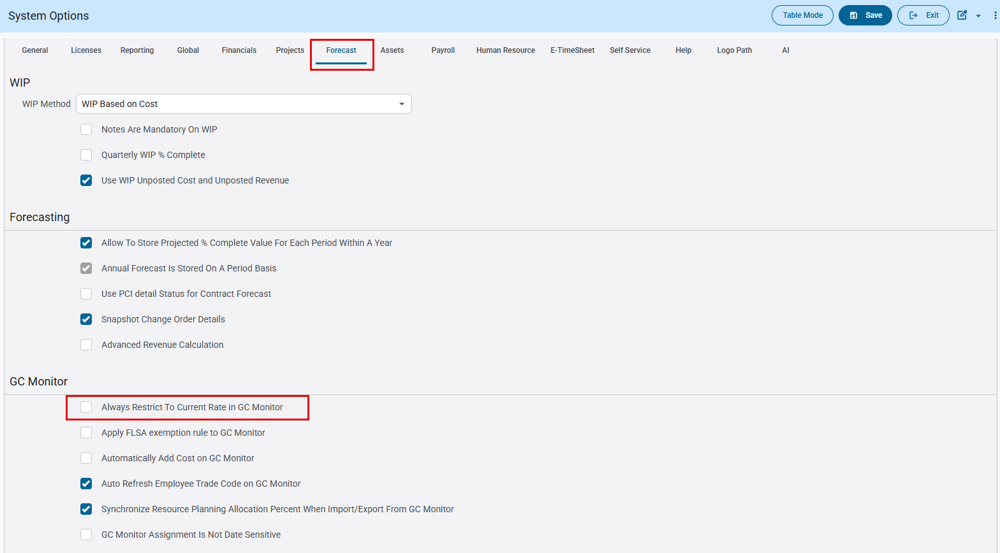 System Options
Table Mode
Save
Exit
General
Licenses
Reporting
Global
Financials
Projects
Forecast
Assets
Payroll
Human Resource
E-TimeSheet
Self Service
Help
Logo Path
AI
WIP
WIP Method
WIP Based on Cost
Notes Are Mandatory On WIP
Quarterly WIP % Complete
Use WIP Unposted Cost and Unposted Revenue
Forecasting
Allow To Store Projected % Complete Value For Each Period Within A Year
Annual Forecast Is Stored On A Period Basis
Use PCI detail Status for Contract Forecast
Snapshot Change Order Details
Advanced Revenue Calculation
GC Monitor
Always Restrict To Current Rate in GC Monitor
Apply FLSA exemption rule to GC Monitor
Automatically Add Cost on GC Monitor
Auto Refresh Employee Trade Code on GC Monitor
Synchronize Resource Planning Allocation Percent When Import/Export From GC Monitor
GC Monitor Assignment Is Not Date Sensitive